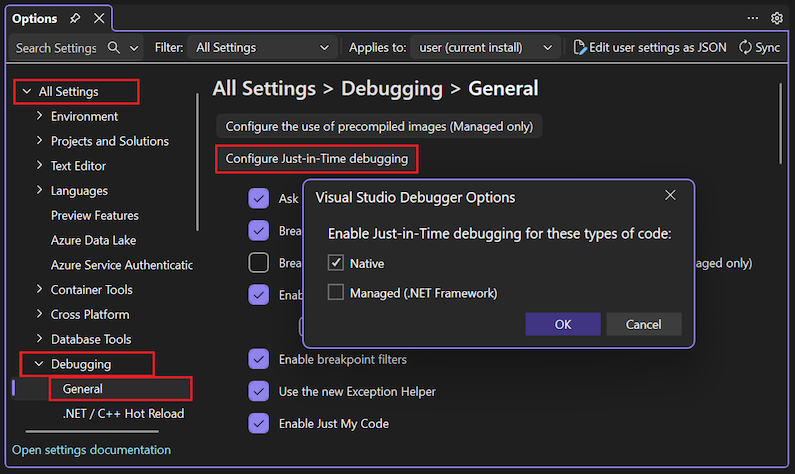 Options
Search Settings Filter: All Settings Applies to: user (current install) Edit user settings as JSON Sync
All Settings
Environment
Projects and Solutions
Text Editor
Languages
Preview Features
Azure Data Lake
Azure Service Authenticatic
Container Tools
Cross Platform
Database Tools
Debugging
General
.NET / C++ Hot Reload
Open settings documentation
All Settings > Debugging > General
Configure the use of precompiled images (Managed only)
Configure Just-in-Time debugging
Ask
Brea
Brea aged only)
Enab
Visual Studio Debugger Options
Enable Just-in-Time debugging for these types of code:
Native
Managed (.NET Framework)
OK Cancel
Enable breakpoint filters
Use the new Exception Helper
Enable Just My Code